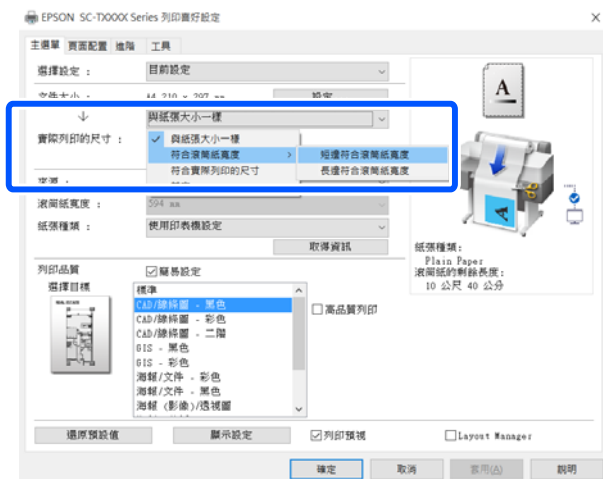 EPSON SC-TXXXX Series 列印喜好設定
主選單 頁面配置 進階 工具
選擇設定 : 目前設定
文件大小 : A4 210 x 297 mm 設定
與紙張大小一樣
實際列印的尺寸 : ✓ 與紙張大小一樣
符合滾筒紙寬度 > 短邊符合滾筒紙寬度
符合實際列印的尺寸 長邊符合滾筒紙寬度
來源 :
滾筒紙寬度 : 594 mm
紙張種類 : 使用印表機設定
取得資訊
列印品質 簡易設定
選擇目標
標準
CAD/線條圖 - 黑色
CAD/線條圖 - 彩色
CAD/線條圖 - 二階
GIS - 黑色
GIS - 彩色
海報/文件 - 彩色
海報/文件 - 黑色
海報 (影像)/透視圖
高品質列印
A
紙張種類:
Plain Paper
滾筒紙的剩餘長度:
10 公尺 40 公分
還原預設值 顯示設定 列印預視 Layout Manager
確定 取消 套用(A) 說明